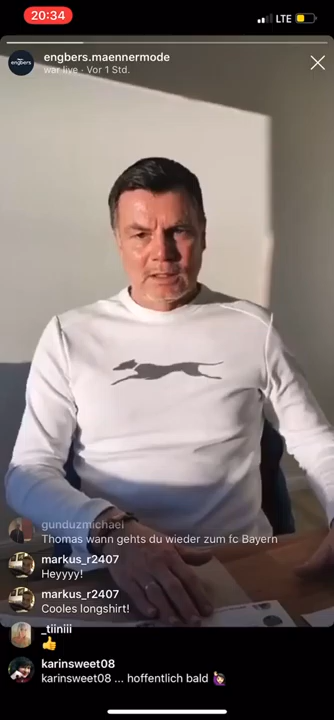 20:34
LTE
engbers
engbers.maennermode
war live · Vor 1 Std.
gunduzmichael
Thomas wann gehts du wieder zum fc Bayern
markus_r2407
Heyyyy!
markus_r2407
Cooles longshirt!
_tiiniii
👍
karinsweet08
karinsweet08 ... hoffentlich bald 🙋🏻‍♀️